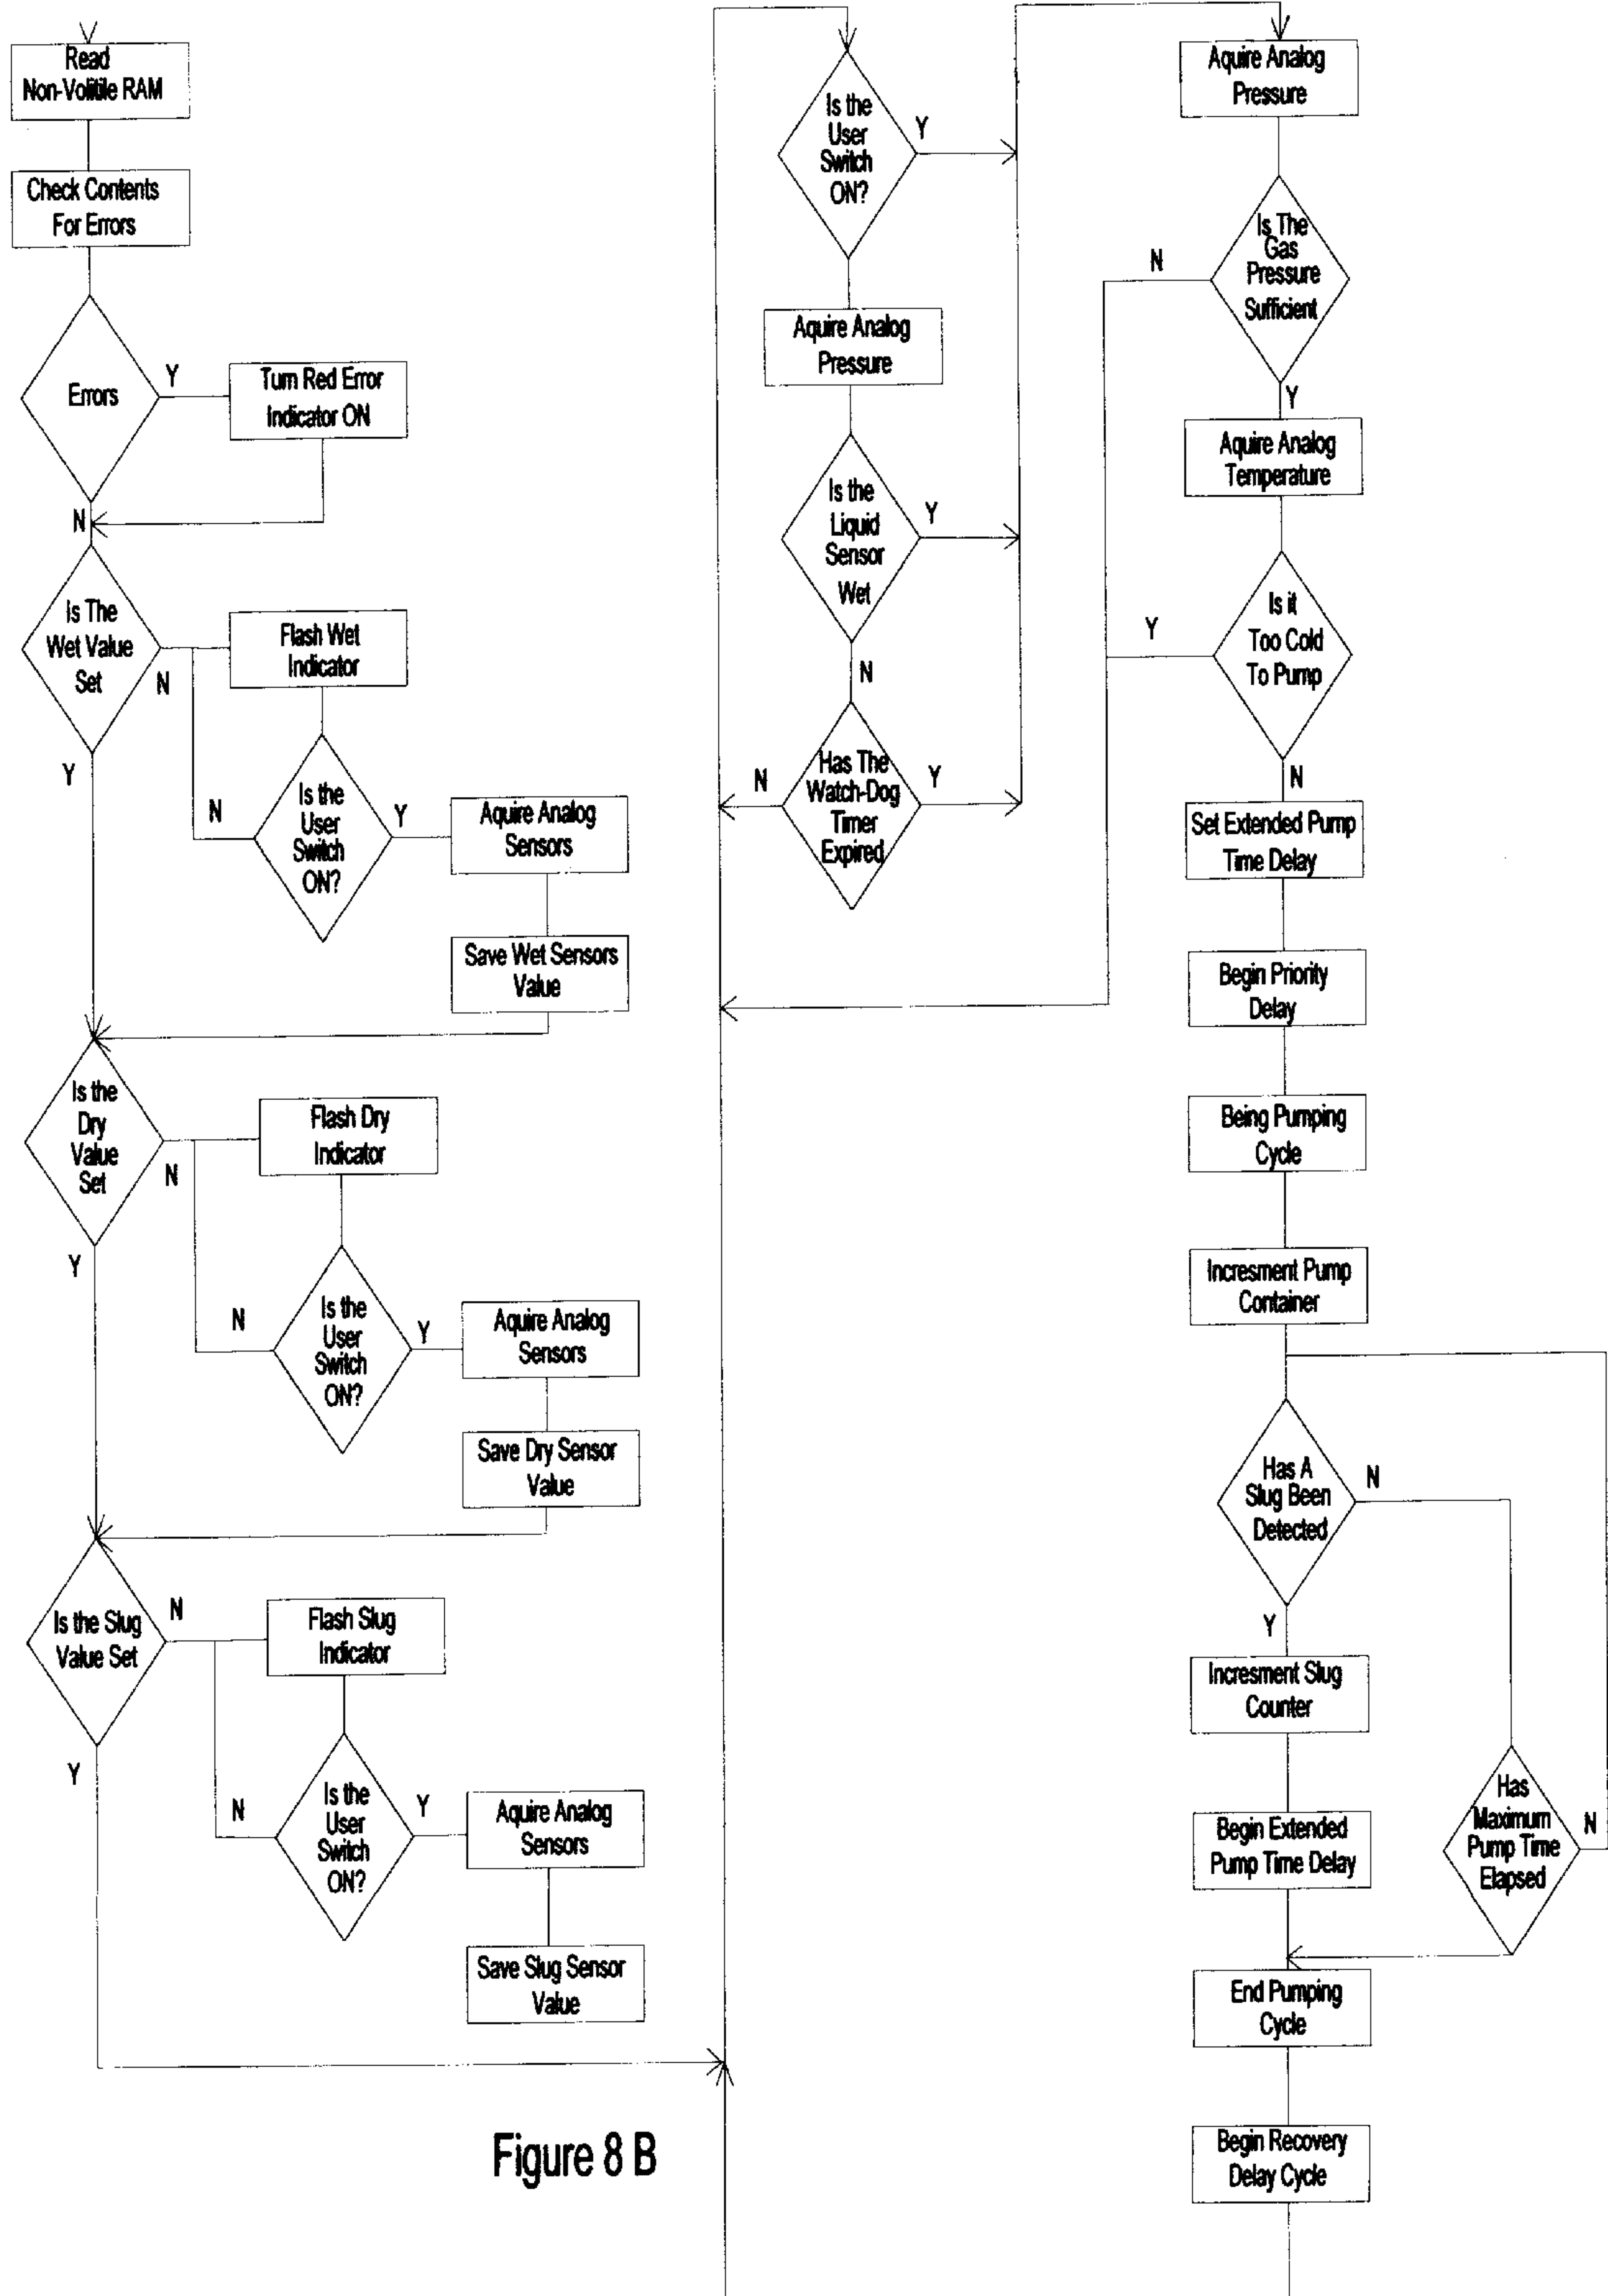 Read
Non-Volitile RAM
Check Contents
For Errors
Errors
Y
Turn Red Error
Indicator ON
N
Is The
Wet Value
Set
N
Flash Wet
Indicator
Y
N
Is the
User
Switch
ON?
Y
Aquire Analog
Sensors
Save Wet Sensors
Value
Is the
Dry
Value
Set
N
Flash Dry
Indicator
Y
N
Is the
User
Switch
ON?
Y
Aquire Analog
Sensors
Save Dry Sensor
Value
Is the Slug
Value Set
N
Flash Slug
Indicator
Y
N
Is the
User
Switch
ON?
Y
Aquire Analog
Sensors
Save Slug Sensor
Value
Is the
User
Switch
ON?
Y
Aquire Analog
Pressure
Is the
Liquid
Sensor
Wet
Y
N
N
Has The
Watch-Dog
Timer
Expired
Y
Aquire Analog
Pressure
Is The
Gas
Pressure
Sufficient
N
Y
Aquire Analog
Temperature
Is it
Too Cold
To Pump
Y
N
Set Extended Pump
Time Delay
Begin Priority
Delay
Being Pumping
Cycle
Incresment Pump
Container
Has A
Slug Been
Detected
N
Y
Incresment Slug
Counter
Begin Extended
Pump Time Delay
Has
Maximum
Pump Time
Elapsed
N
End Pumping
Cycle
Begin Recovery
Delay Cycle
Figure 8 B